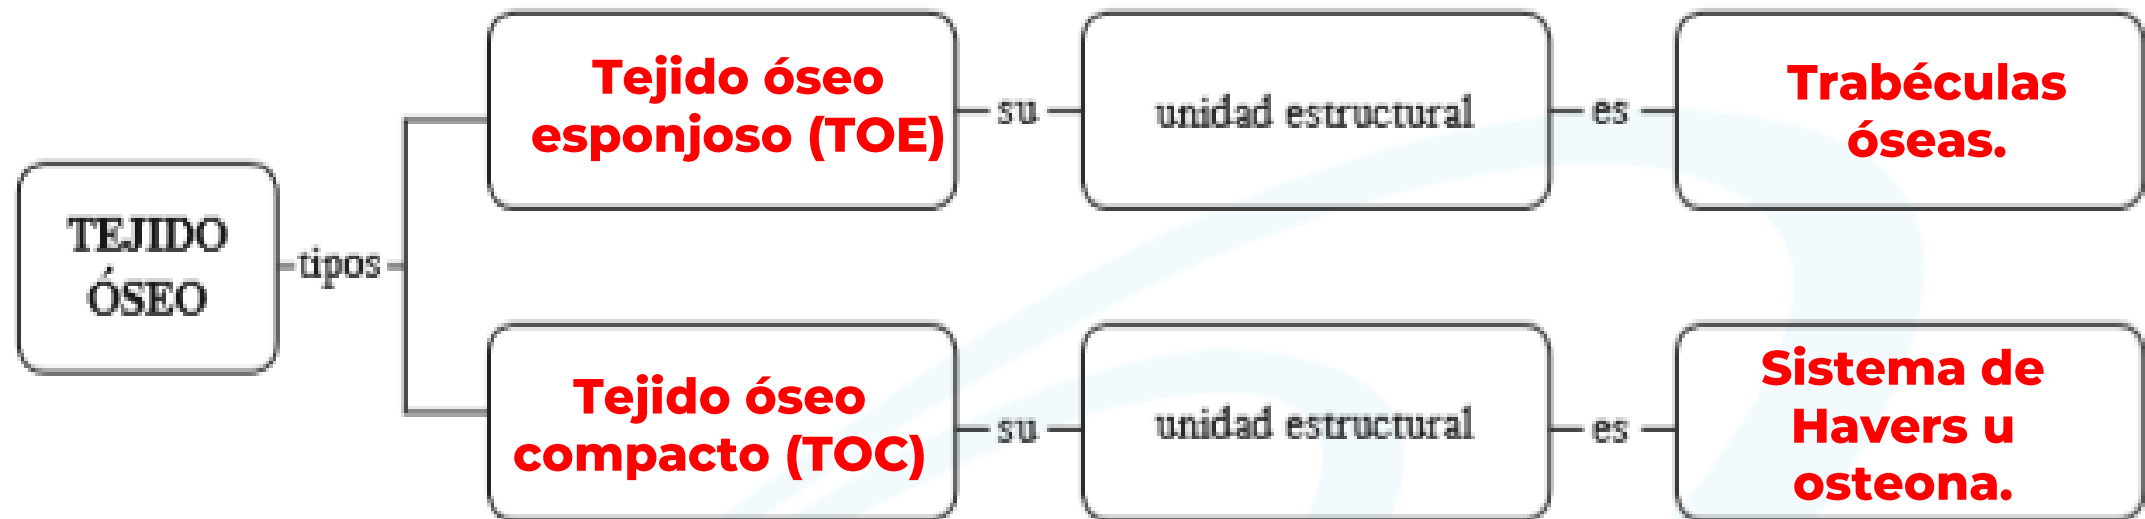 TEJIDO
ÓSEO
tipos
Tejido óseo
esponjoso (TOE)
su
unidad estructural
es
Trabéculas
óseas.
Tejido óseo
compacto (TOC)
su
unidad estructural
es
Sistema de
Havers u
osteona.